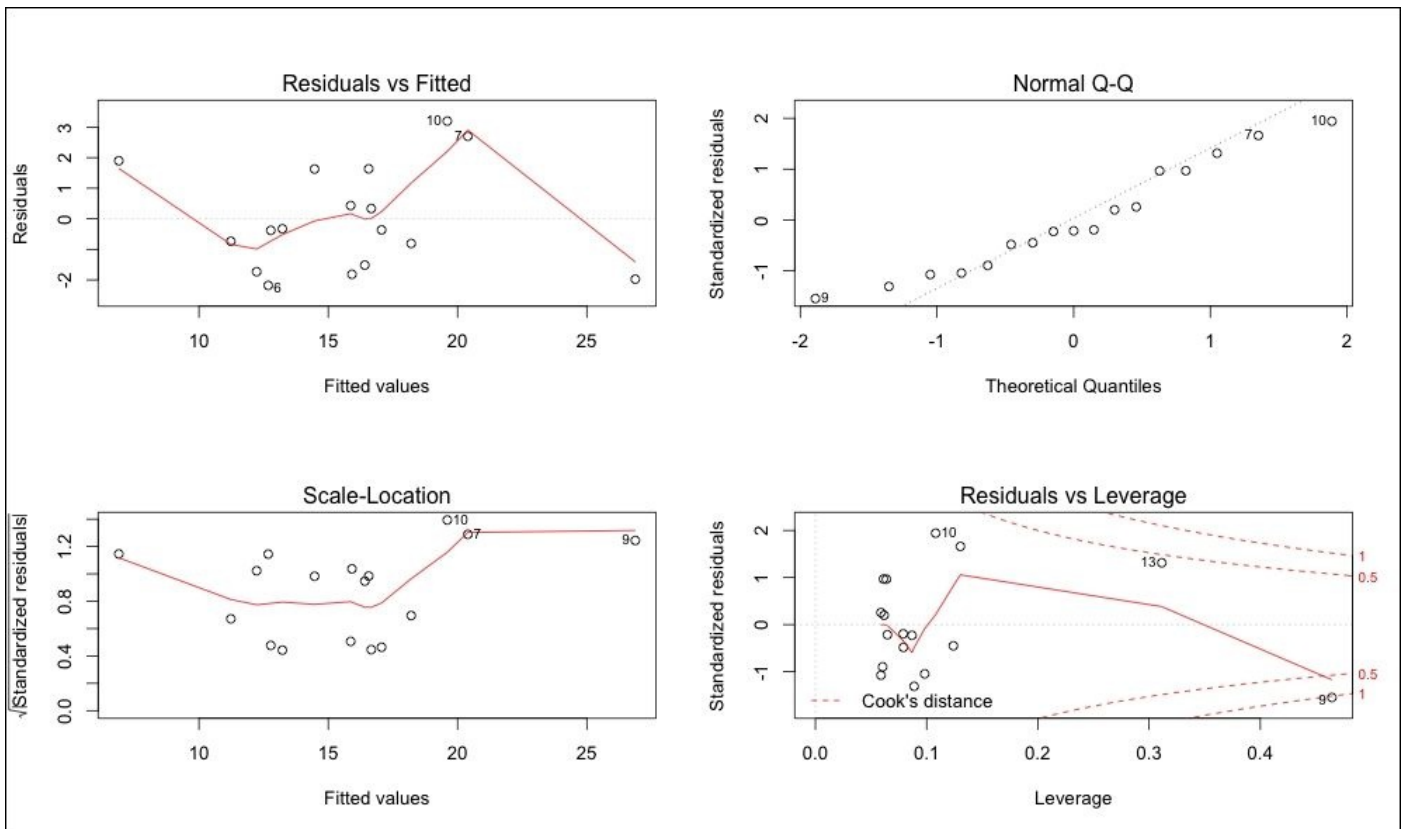 Residuals vs Fitted
Residuals
3
2
1
0
-2
10
7
6
10 15 20 25
Fitted values
Normal Q-Q
Standardized residuals
2
1
0
-1
7
10
9
-2 -1 0 1 2
Theoretical Quantiles
Scale-Location
√|Standardized residuals|
1.2
0.8
0.4
0.0
10
7
9
10 15 20 25
Fitted values
Residuals vs Leverage
Standardized residuals
2
1
0
-1
10
13
9
1
0.5
0.5
1
Cook's distance
0.0 0.1 0.2 0.3 0.4
Leverage